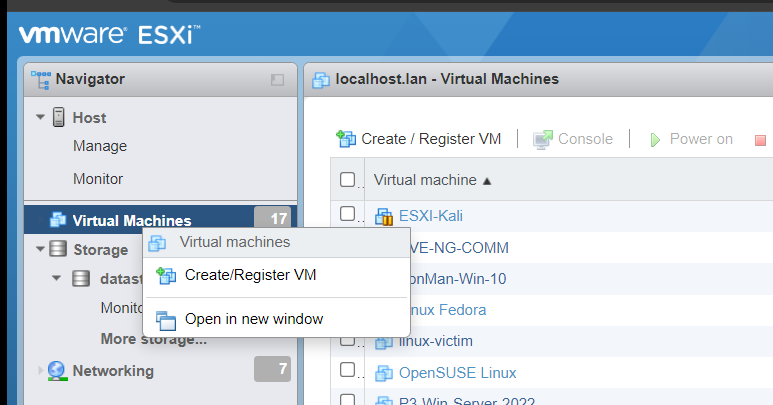 vmware ESXi™
Navigator
Host
Manage
Monitor
Virtual Machines 17
Storage
datast
Monito
More storage...
Networking 7
Virtual machines
Create/Register VM
Open in new window
localhost.lan - Virtual Machines
Create / Register VM Console Power on
Virtual machine ▲
ESXI-Kali
VE-NG-COMM
onMan-Win-10
inux Fedora
linux-victim
OpenSUSE Linux
P3 Win-Server 2022